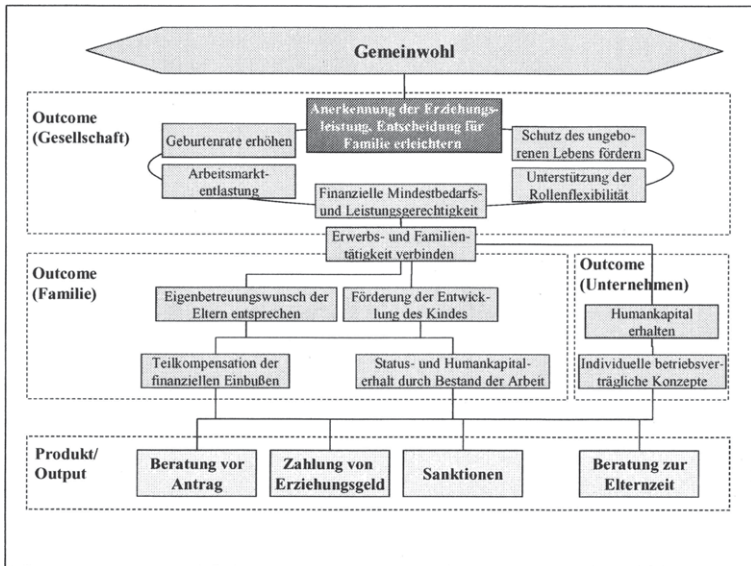 Gemeinwohl
Outcome
(Gesellschaft)
Anerkennung der Erziehungs-
leistung, Entscheidung für
Familie erleichtern
Geburtenrate erhöhen
Schutz des ungebo-
renen Lebens fördern
Arbeitsmarkt-
entlastung
Unterstützung der
Rollenflexibilität
Finanzielle Mindestbedarfs-
und Leistungsgerechtigkeit
Erwerbs- und Familien-
tätigkeit verbinden
Outcome
(Familie)
Outcome
(Unternehmen)
Eigenbetreuungswunsch der
Eltern entsprechen
Förderung der Entwick-
lung des Kindes
Humankapital
erhalten
Teilkompensation der
finanziellen Einbußen
Status- und Humankapital-
erhalt durch Bestand der Arbeit
Individuelle betriebsver-
trägliche Konzepte
Produkt/
Output
Beratung vor
Antrag
Zahlung von
Erziehungsgeld
Sanktionen
Beratung zur
Elternzeit